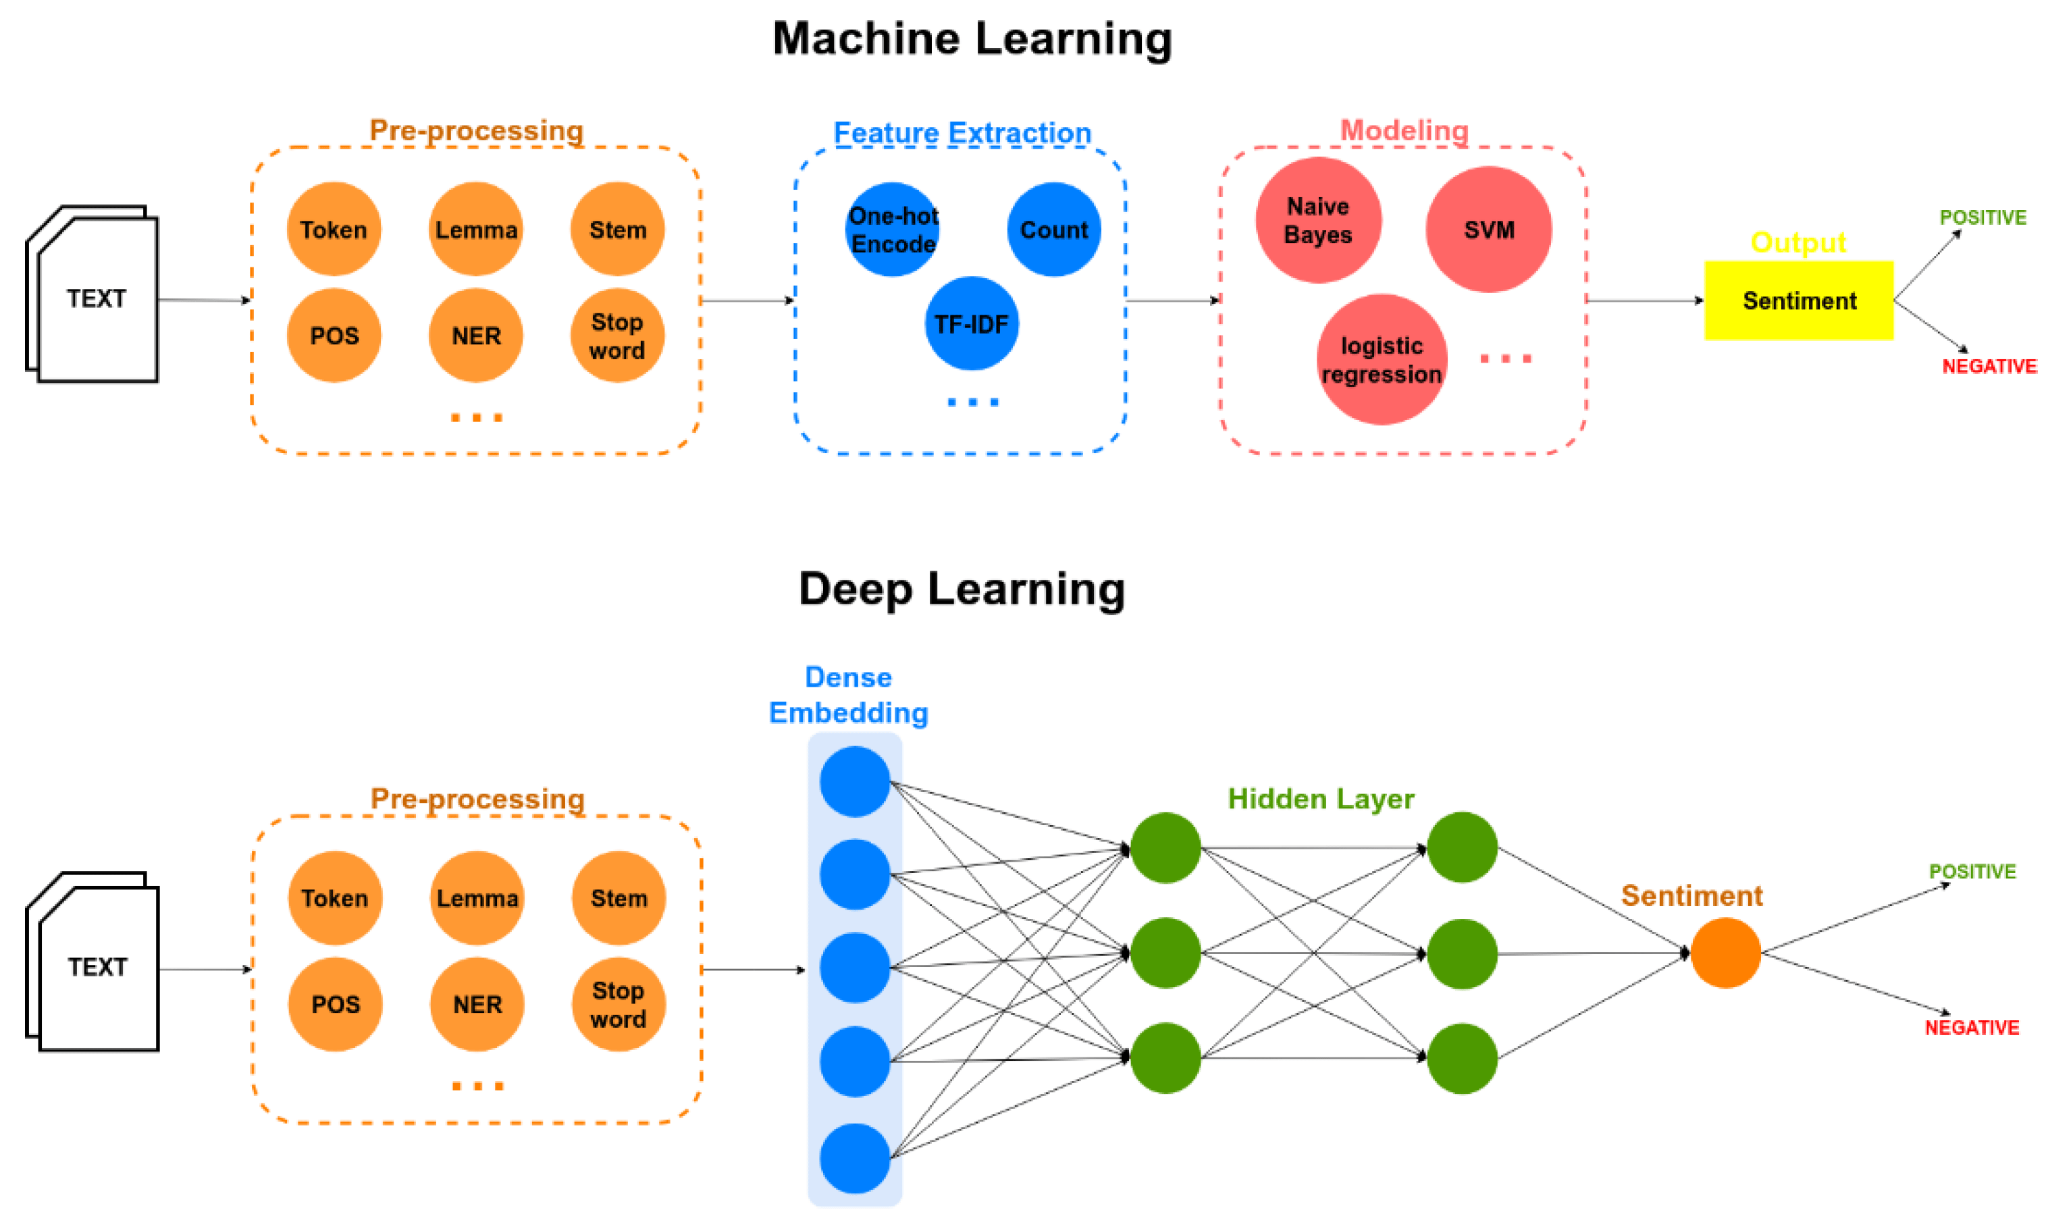 Machine Learning
Pre-processing
Feature Extraction
Modeling
TEXT
Token
Lemma
Stem
POS
NER
Stop
word
...
One-hot
Encode
Count
TF-IDF
...
Naive
Bayes
SVM
logistic
regression
...
Output
Sentiment
POSITIVE
NEGATIVE
Deep Learning
Pre-processing
Dense
Embedding
Hidden Layer
Sentiment
TEXT
Token
Lemma
Stem
POS
NER
Stop
word
...
POSITIVE
NEGATIVE